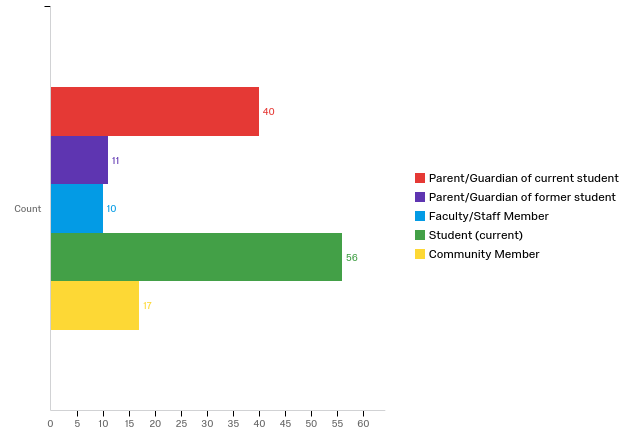 40
11
Count
10
56
17
0 5 10 15 20 25 30 35 40 45 50 55 60
Parent/Guardian of current student
Parent/Guardian of former student
Faculty/Staff Member
Student (current)
Community Member